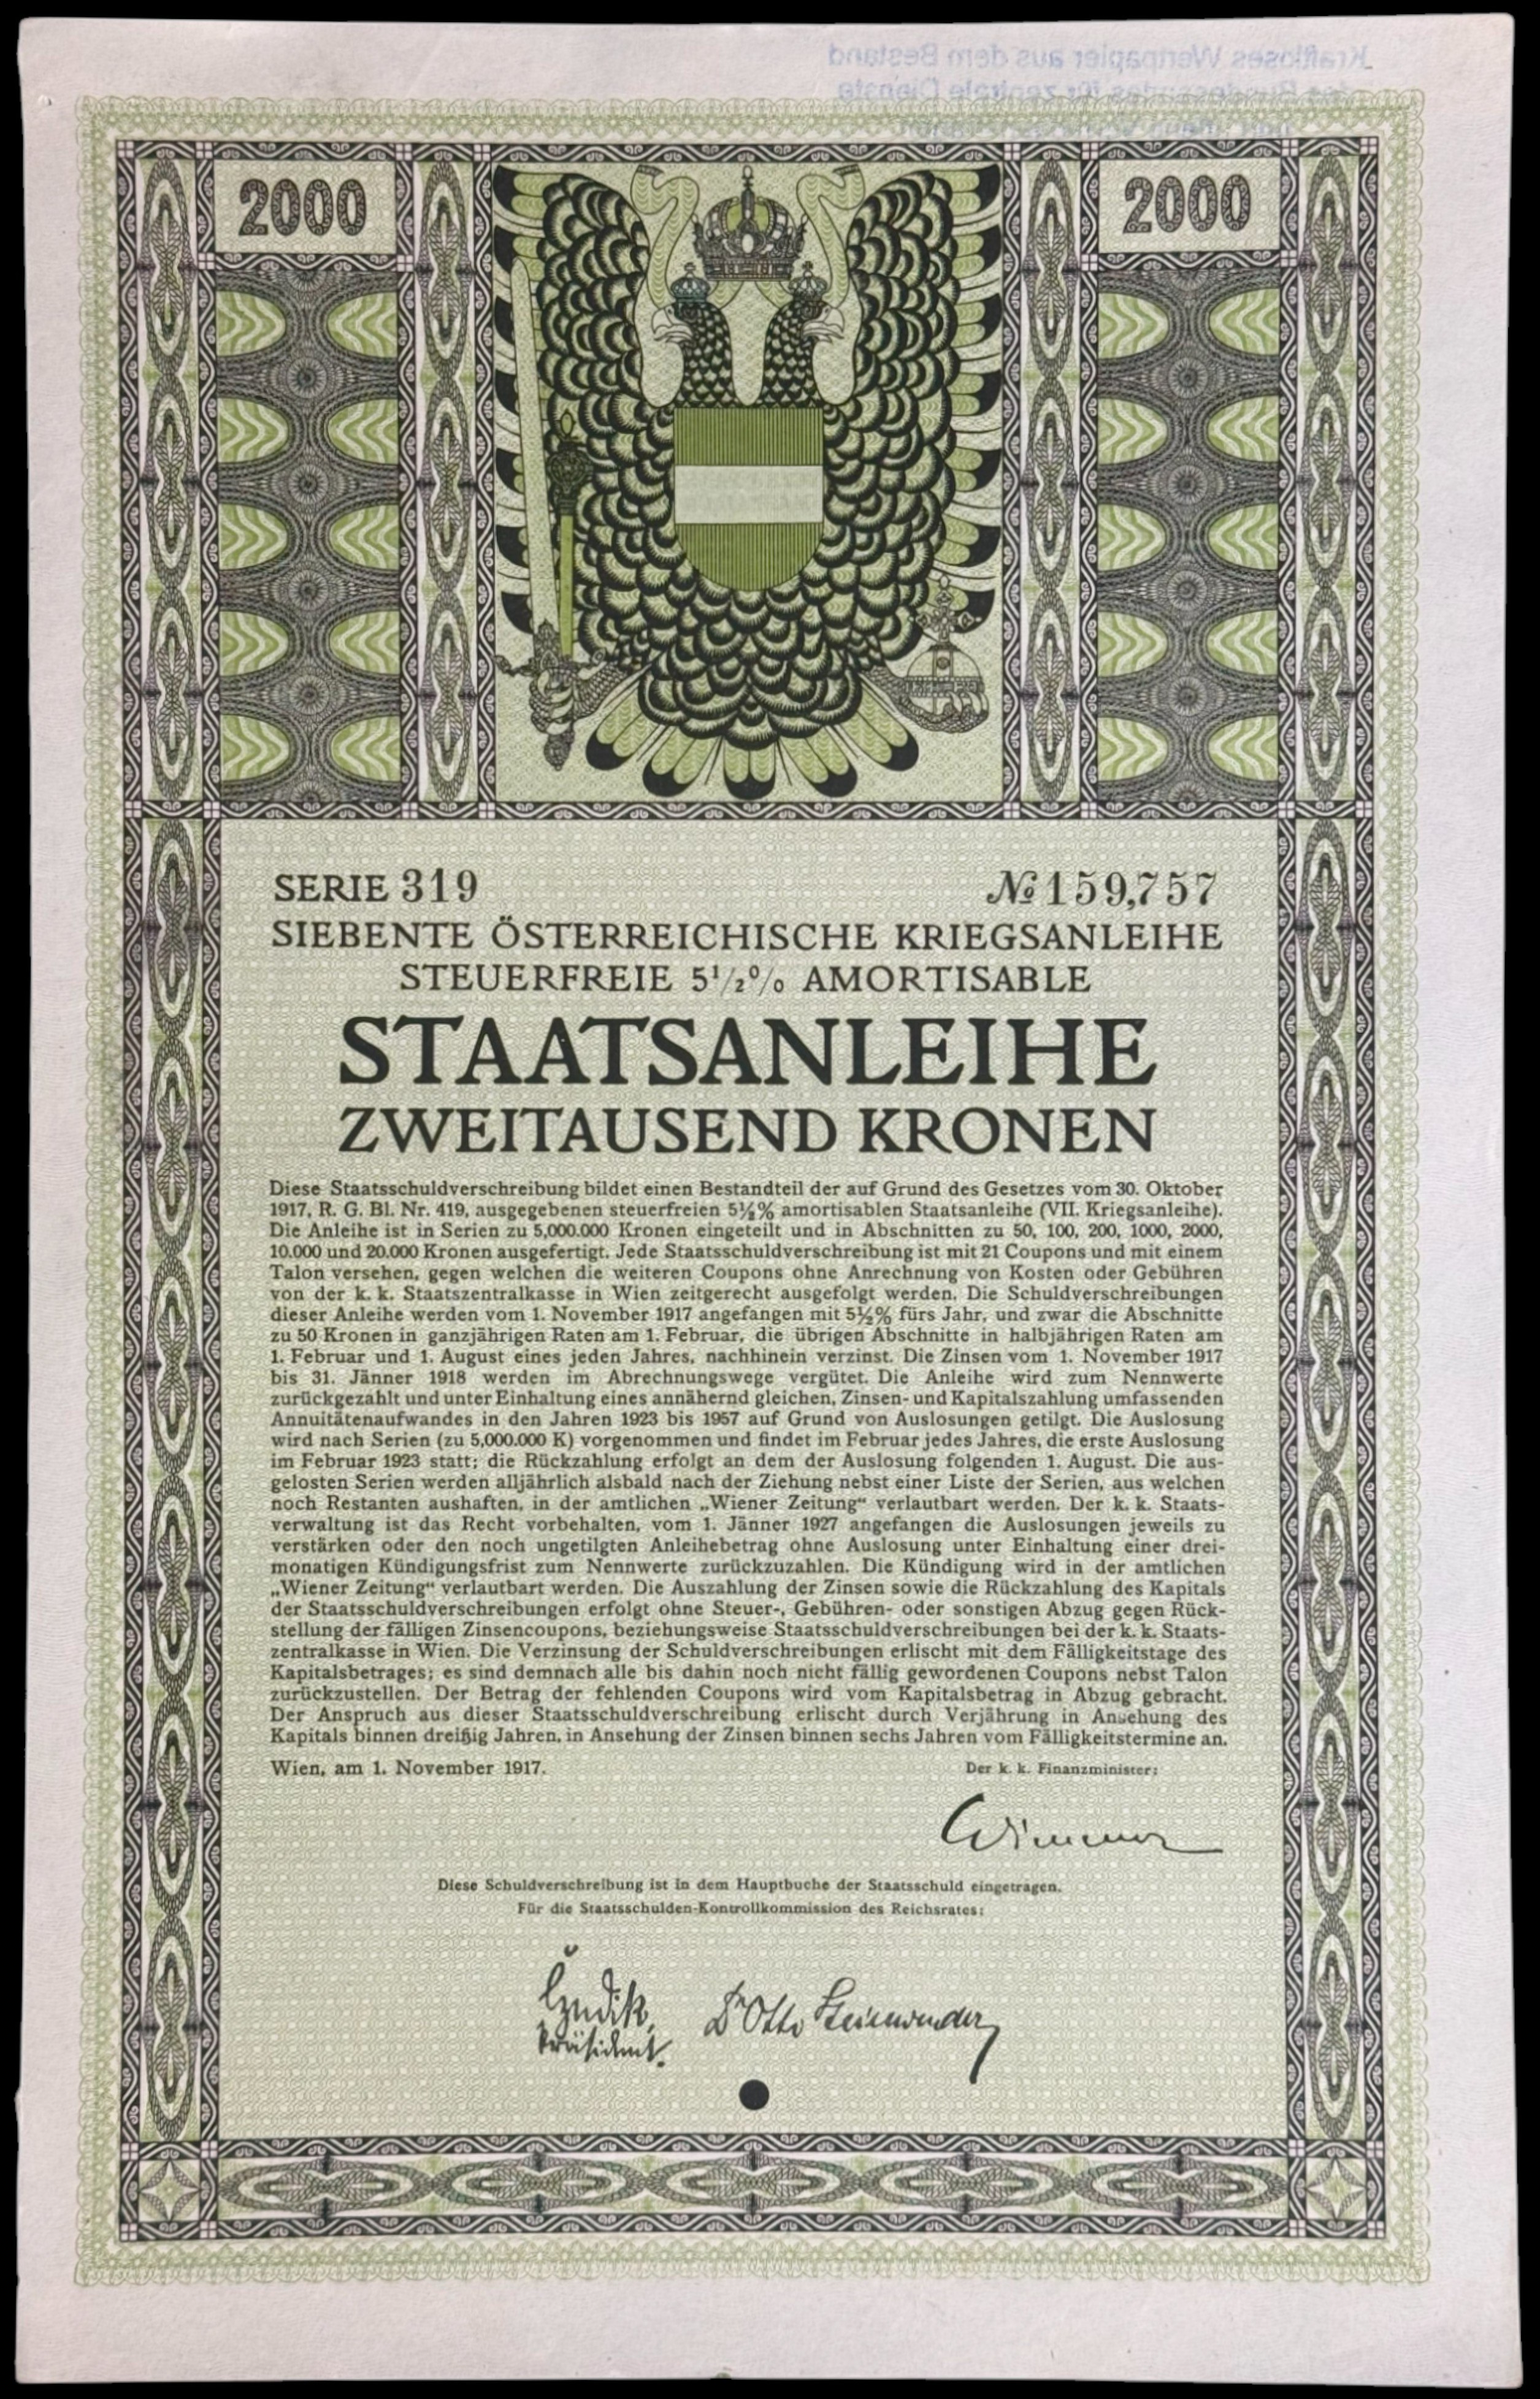 Kraftloses Wertpapier aus dem Bestand
des Bundesamtes für zentrale Dienste
2000
2000
SERIE 319
№ 159,757
SIEBENTE ÖSTERREICHISCHE KRIEGSANLEIHE
STEUERFREIE 5½% AMORTISABLE
STAATSANLEIHE
ZWEITAUSEND KRONEN
Diese Staatsschuldverschreibung bildet einen Bestandteil der auf Grund des Gesetzes vom 30. Oktober
1917, R. G. Bl. Nr. 419, ausgegebenen steuerfreien 5½% amortisablen Staatsanleihe (VII. Kriegsanleihe).
Die Anleihe ist in Serien zu 5,000.000 Kronen eingeteilt und in Abschnitten zu 50, 100, 200, 1000, 2000,
10.000 und 20.000 Kronen ausgefertigt. Jede Staatsschuldverschreibung ist mit 21 Coupons und mit einem
Talon versehen, gegen welchen die weiteren Coupons ohne Anrechnung von Kosten oder Gebühren
von der k. k. Staatszentralkasse in Wien zeitgerecht ausgefolgt werden. Die Schuldverschreibungen
dieser Anleihe werden vom 1. November 1917 angefangen mit 5½% fürs Jahr, und zwar die Abschnitte
zu 50 Kronen in ganzjährigen Raten am 1. Februar, die übrigen Abschnitte in halbjährigen Raten am
1. Februar und 1. August eines jeden Jahres, nachhinein verzinst. Die Zinsen vom 1. November 1917
bis 31. Jänner 1918 werden im Abrechnungswege vergütet. Die Anleihe wird zum Nennwerte
zurückgezahlt und unter Einhaltung eines annähernd gleichen, Zinsen- und Kapitalszahlung umfassenden
Annuitätenaufwandes in den Jahren 1923 bis 1957 auf Grund von Auslosungen getilgt. Die Auslosung
wird nach Serien (zu 5,000.000 K) vorgenommen und findet im Februar jedes Jahres, die erste Auslosung
im Februar 1923 statt; die Rückzahlung erfolgt an dem der Auslosung folgenden 1. August. Die aus-
gelosten Serien werden alljährlich alsbald nach der Ziehung nebst einer Liste der Serien, aus welchen
noch Restanten aushaften, in der amtlichen „Wiener Zeitung“ verlautbart werden. Der k. k. Staats-
verwaltung ist das Recht vorbehalten, vom 1. Jänner 1927 angefangen die Auslosungen jeweils zu
verstärken oder den noch ungetilgten Anleihebetrag ohne Auslosung unter Einhaltung einer drei-
monatigen Kündigungsfrist zum Nennwerte zurückzuzahlen. Die Kündigung wird in der amtlichen
„Wiener Zeitung“ verlautbart werden. Die Auszahlung der Zinsen sowie die Rückzahlung des Kapitals
der Staatsschuldverschreibungen erfolgt ohne Steuer-, Gebühren- oder sonstigen Abzug gegen Rück-
stellung der fälligen Zinsencoupons, beziehungsweise Staatsschuldverschreibungen bei der k. k. Staats-
zentralkasse in Wien. Die Verzinsung der Schuldverschreibungen erlischt mit dem Fälligkeitstage des
Kapitalsbetrages; es sind demnach alle bis dahin noch nicht fällig gewordenen Coupons nebst Talon
zurückzustellen. Der Betrag der fehlenden Coupons wird vom Kapitalsbetrag in Abzug gebracht.
Der Anspruch aus dieser Staatsschuldverschreibung erlischt durch Verjährung in Ansehung des
Kapitals binnen dreißig Jahren, in Ansehung der Zinsen binnen sechs Jahren vom Fälligkeitstermine an.
Wien, am 1. November 1917.
Der k. k. Finanzminister:
Wimmer
Diese Schuldverschreibung ist in dem Hauptbuche der Staatsschuld eingetragen.
Für die Staatsschulden-Kontrollkommission des Reichsrates:
Präsident.
Dr Otto Steinwender